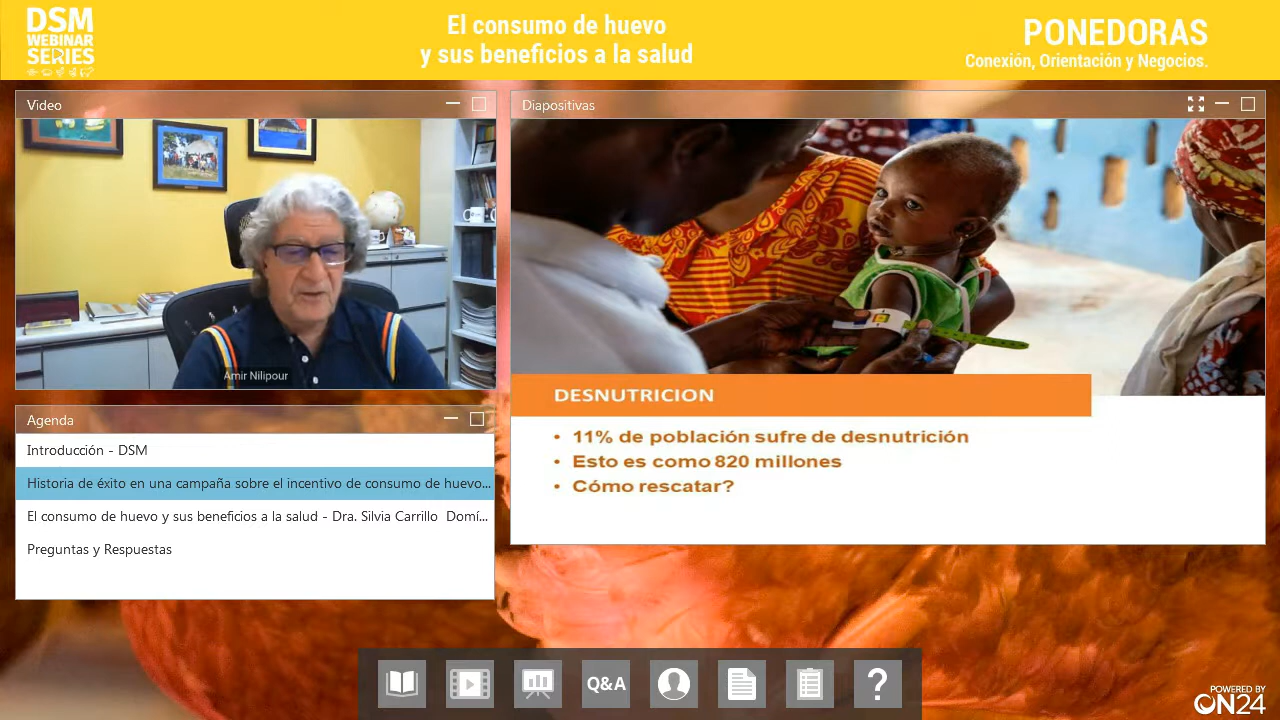 DSM
WEBINAR
SERIES
El consumo de huevo
y sus beneficios a la salud
PONEDORAS
Conexión, Orientación y Negocios.
Video
Amir Nilipour
Agenda
Introducción - DSM
Historia de éxito en una campaña sobre el incentivo de consumo de huevo...
El consumo de huevo y sus beneficios a la salud - Dra. Silvia Carrillo Domí...
Preguntas y Respuestas
Diapositivas
DESNUTRICION
• 11% de población sufre de desnutrición
• Esto es como 820 millones
• Cómo rescatar?
Q&A
?
POWERED BY
ON24